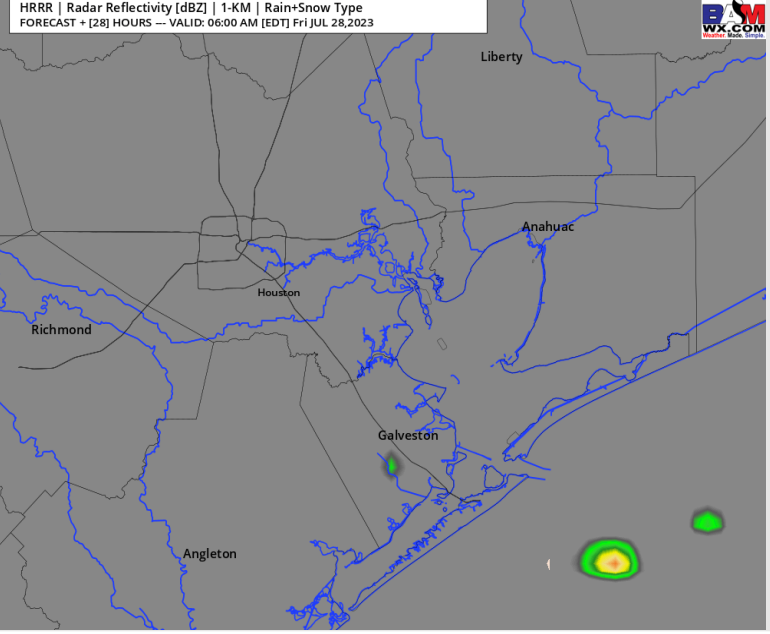 HRRR | Radar Reflectivity [dBZ] | 1-KM | Rain+Snow Type
FORECAST + [28] HOURS --- VALID: 06:00 AM [EDT] Fri JUL 28,2023
BAM
WX.COM
Weather. Made. Simple.
Liberty
Anahuac
Houston
Richmond
Galveston
Angleton